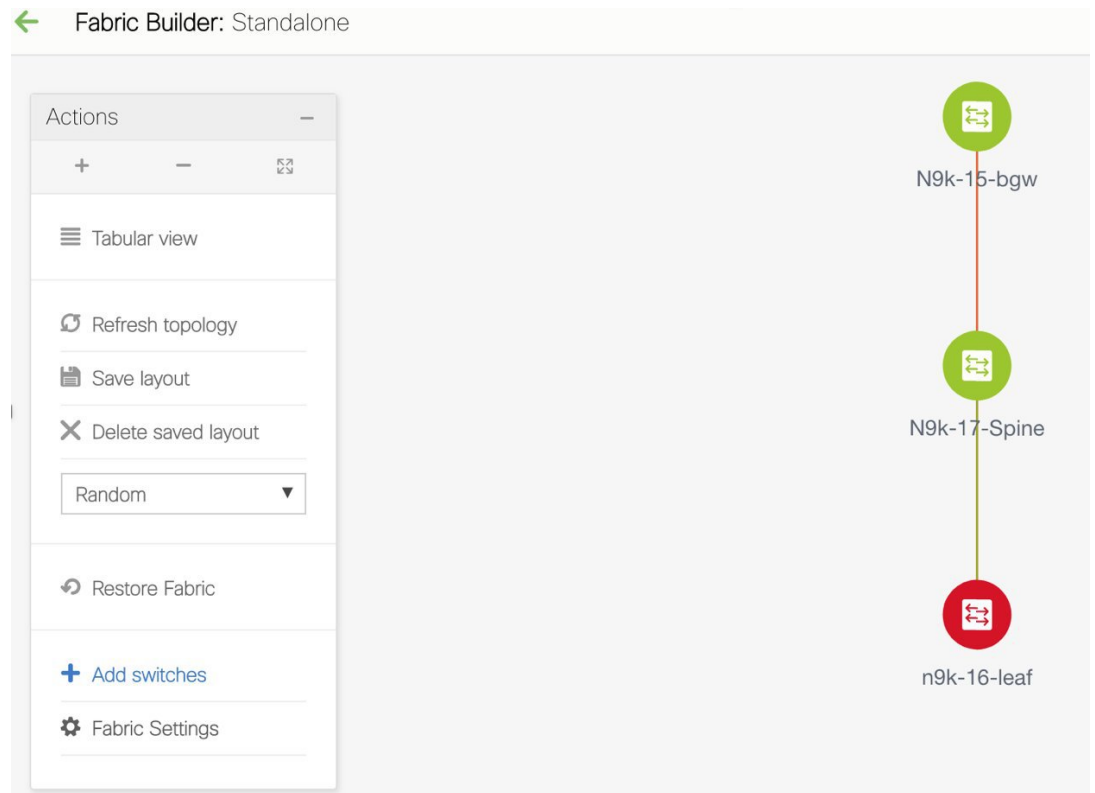 Fabric Builder: Standalone
Actions
Tabular view
Refresh topology
Save layout
Delete saved layout
Random
Restore Fabric
Add switches
Fabric Settings
N9k-15-bgw
N9k-17-Spine
n9k-16-leaf